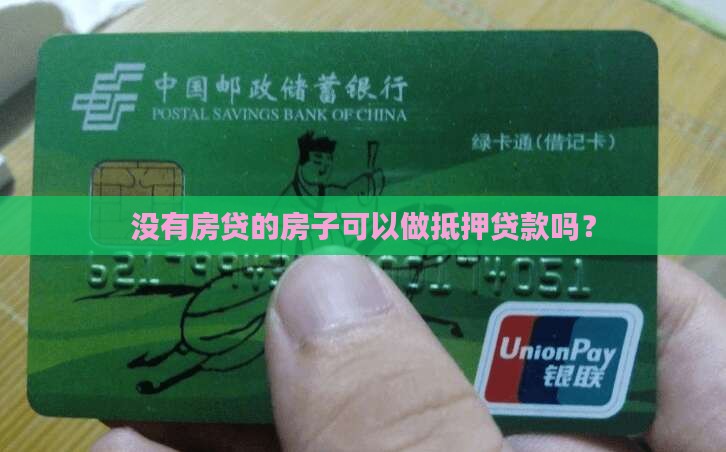 中国邮政储蓄银行
POSTAL SAVINGS BANK OF CHINA
绿卡通(借记卡)
没有房贷的房子可以做抵押贷款吗？
UnionPay
银联